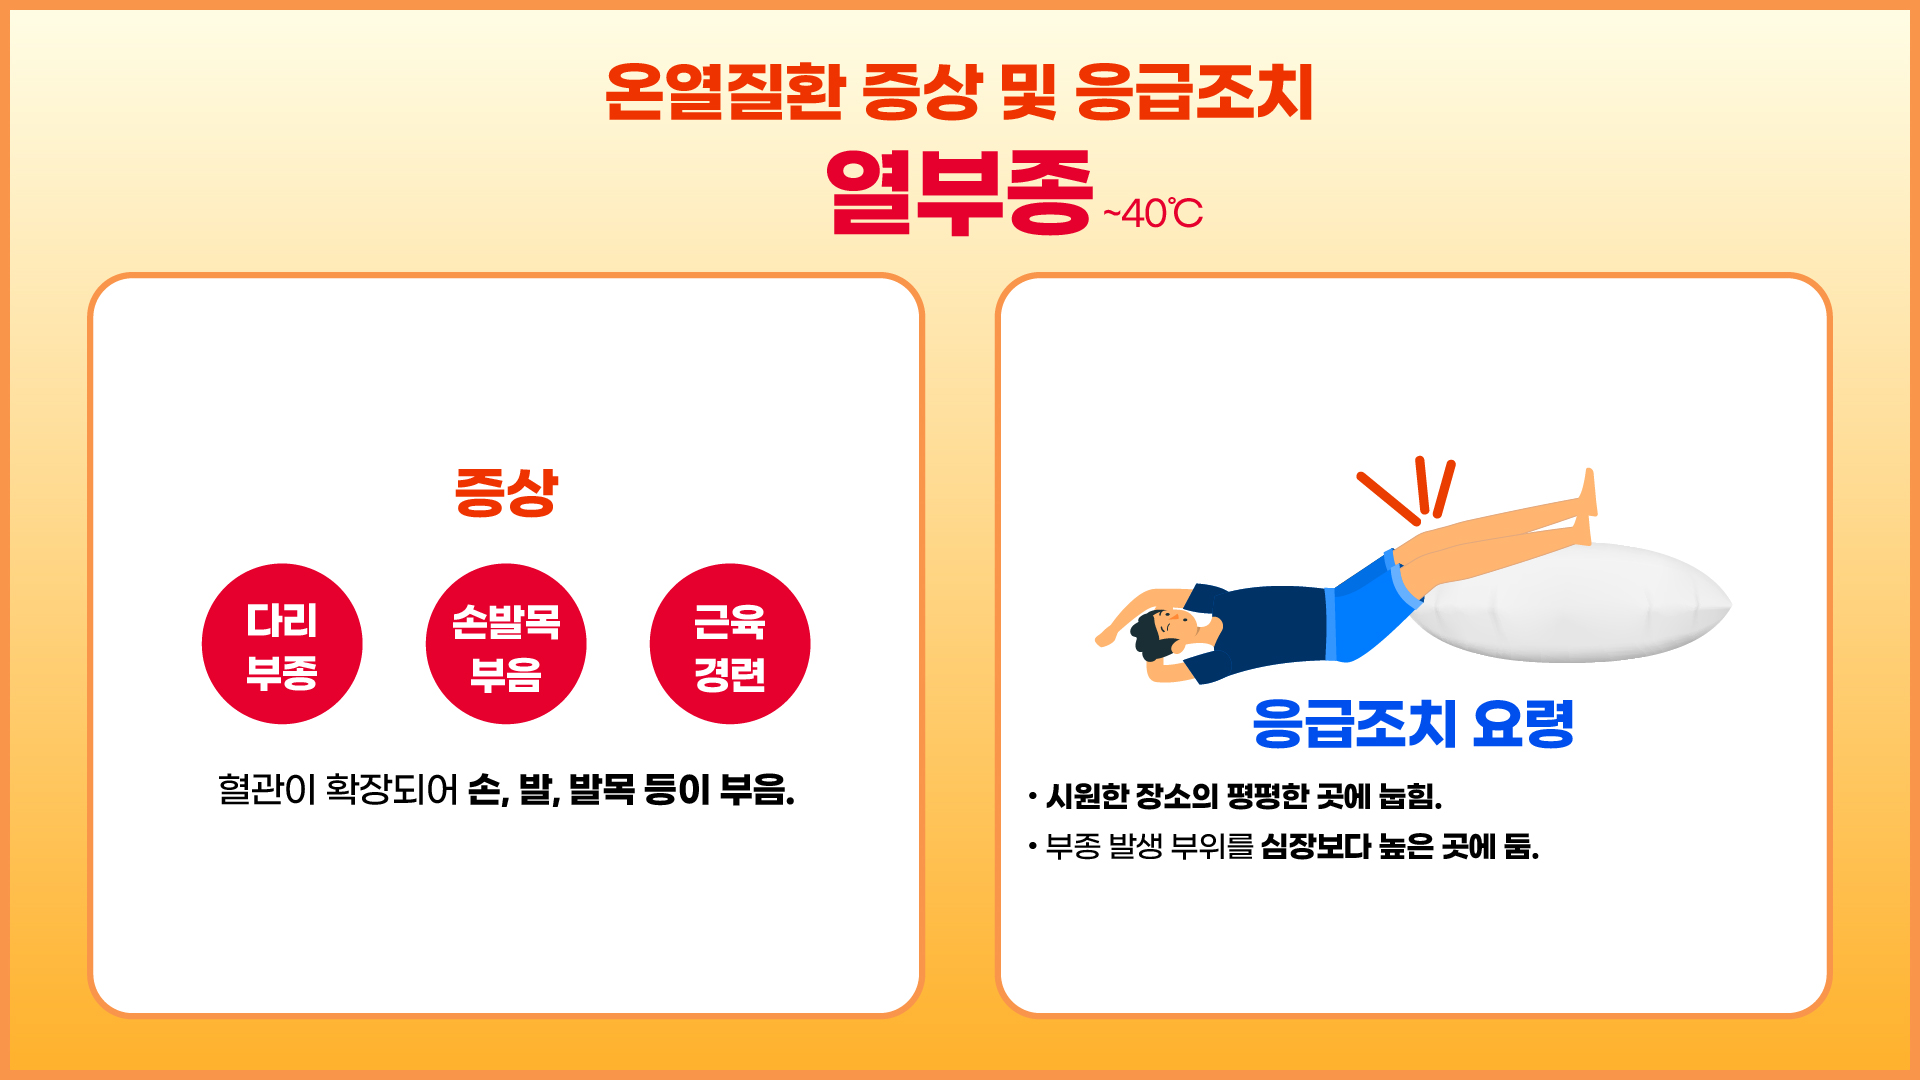 온열질환 증상 및 응급조치
열부종 ~40℃
증상
다리
부종
손발목
부음
근육
경련
혈관이 확장되어 손, 발, 발목 등이 부음.
응급조치 요령
• 시원한 장소의 평평한 곳에 눕힘.
• 부종 발생 부위를 심장보다 높은 곳에 둠.